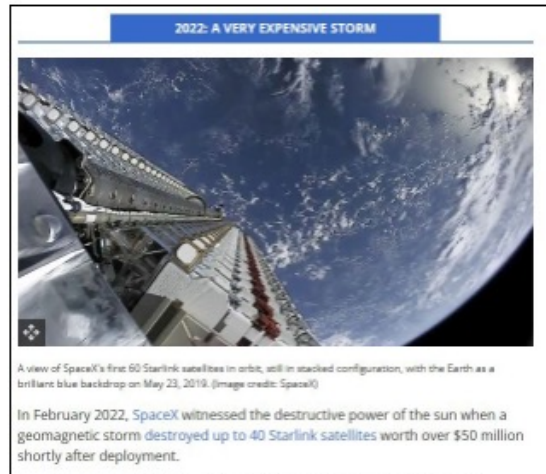 2022: A VERY EXPENSIVE STORM
A view of SpaceX's first 60 Starlink satellites in orbit, still in stacked configuration, with the Earth as a
brilliant blue backdrop on May 23, 2019. (Image credit: SpaceX)
In February 2022, SpaceX witnessed the destructive power of the sun when a
geomagnetic storm destroyed up to 40 Starlink satellites worth over $50 million
shortly after deployment.